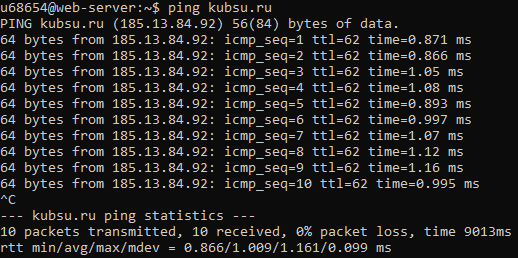 u68654@web-server:~$ ping kubsu.ru
PING kubsu.ru (185.13.84.92) 56(84) bytes of data.
64 bytes from 185.13.84.92: icmp_seq=1 ttl=62 time=0.871 ms
64 bytes from 185.13.84.92: icmp_seq=2 ttl=62 time=0.866 ms
64 bytes from 185.13.84.92: icmp_seq=3 ttl=62 time=1.05 ms
64 bytes from 185.13.84.92: icmp_seq=4 ttl=62 time=1.08 ms
64 bytes from 185.13.84.92: icmp_seq=5 ttl=62 time=0.893 ms
64 bytes from 185.13.84.92: icmp_seq=6 ttl=62 time=0.997 ms
64 bytes from 185.13.84.92: icmp_seq=7 ttl=62 time=1.07 ms
64 bytes from 185.13.84.92: icmp_seq=8 ttl=62 time=1.12 ms
64 bytes from 185.13.84.92: icmp_seq=9 ttl=62 time=1.16 ms
64 bytes from 185.13.84.92: icmp_seq=10 ttl=62 time=0.995 ms
^C
--- kubsu.ru ping statistics ---
10 packets transmitted, 10 received, 0% packet loss, time 9013ms
rtt min/avg/max/mdev = 0.866/1.009/1.161/0.099 ms